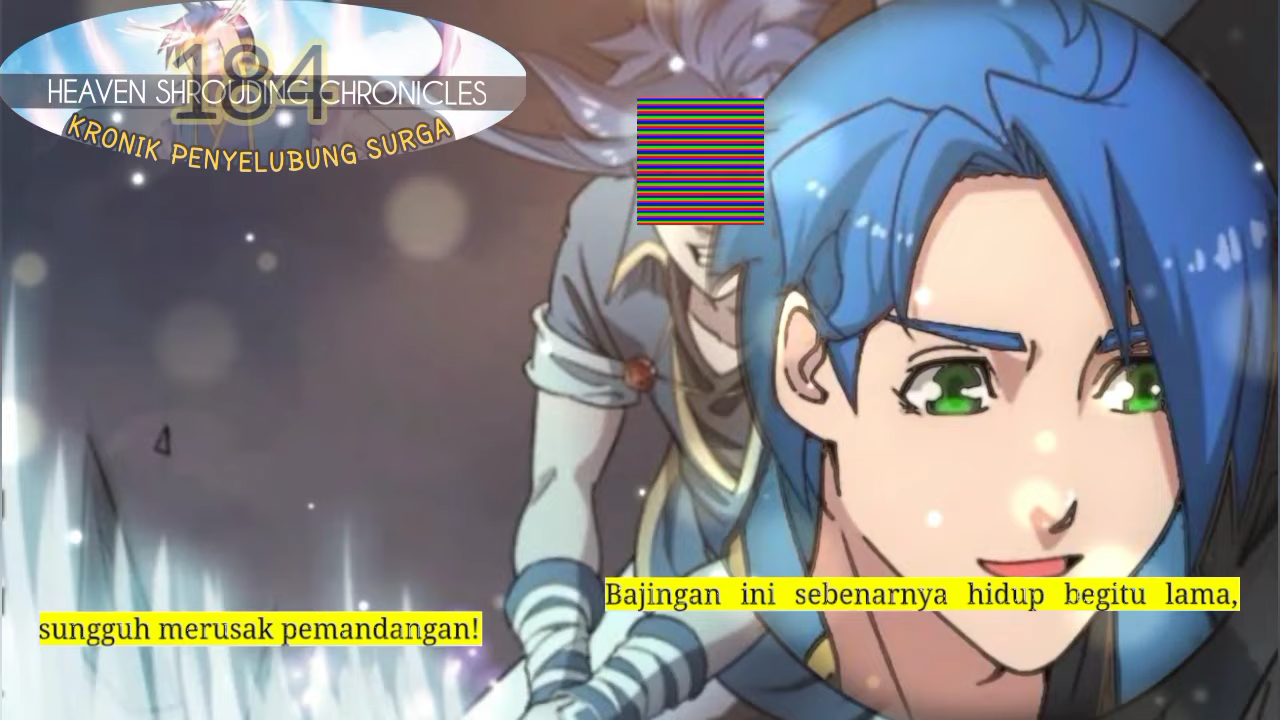 184
HEAVEN SHROUDING CHRONICLES
KRONIK PENYELUBUNG SURGA
Bajingan ini sebenarnya hidup begitu lama,
sungguh merusak pemandangan!